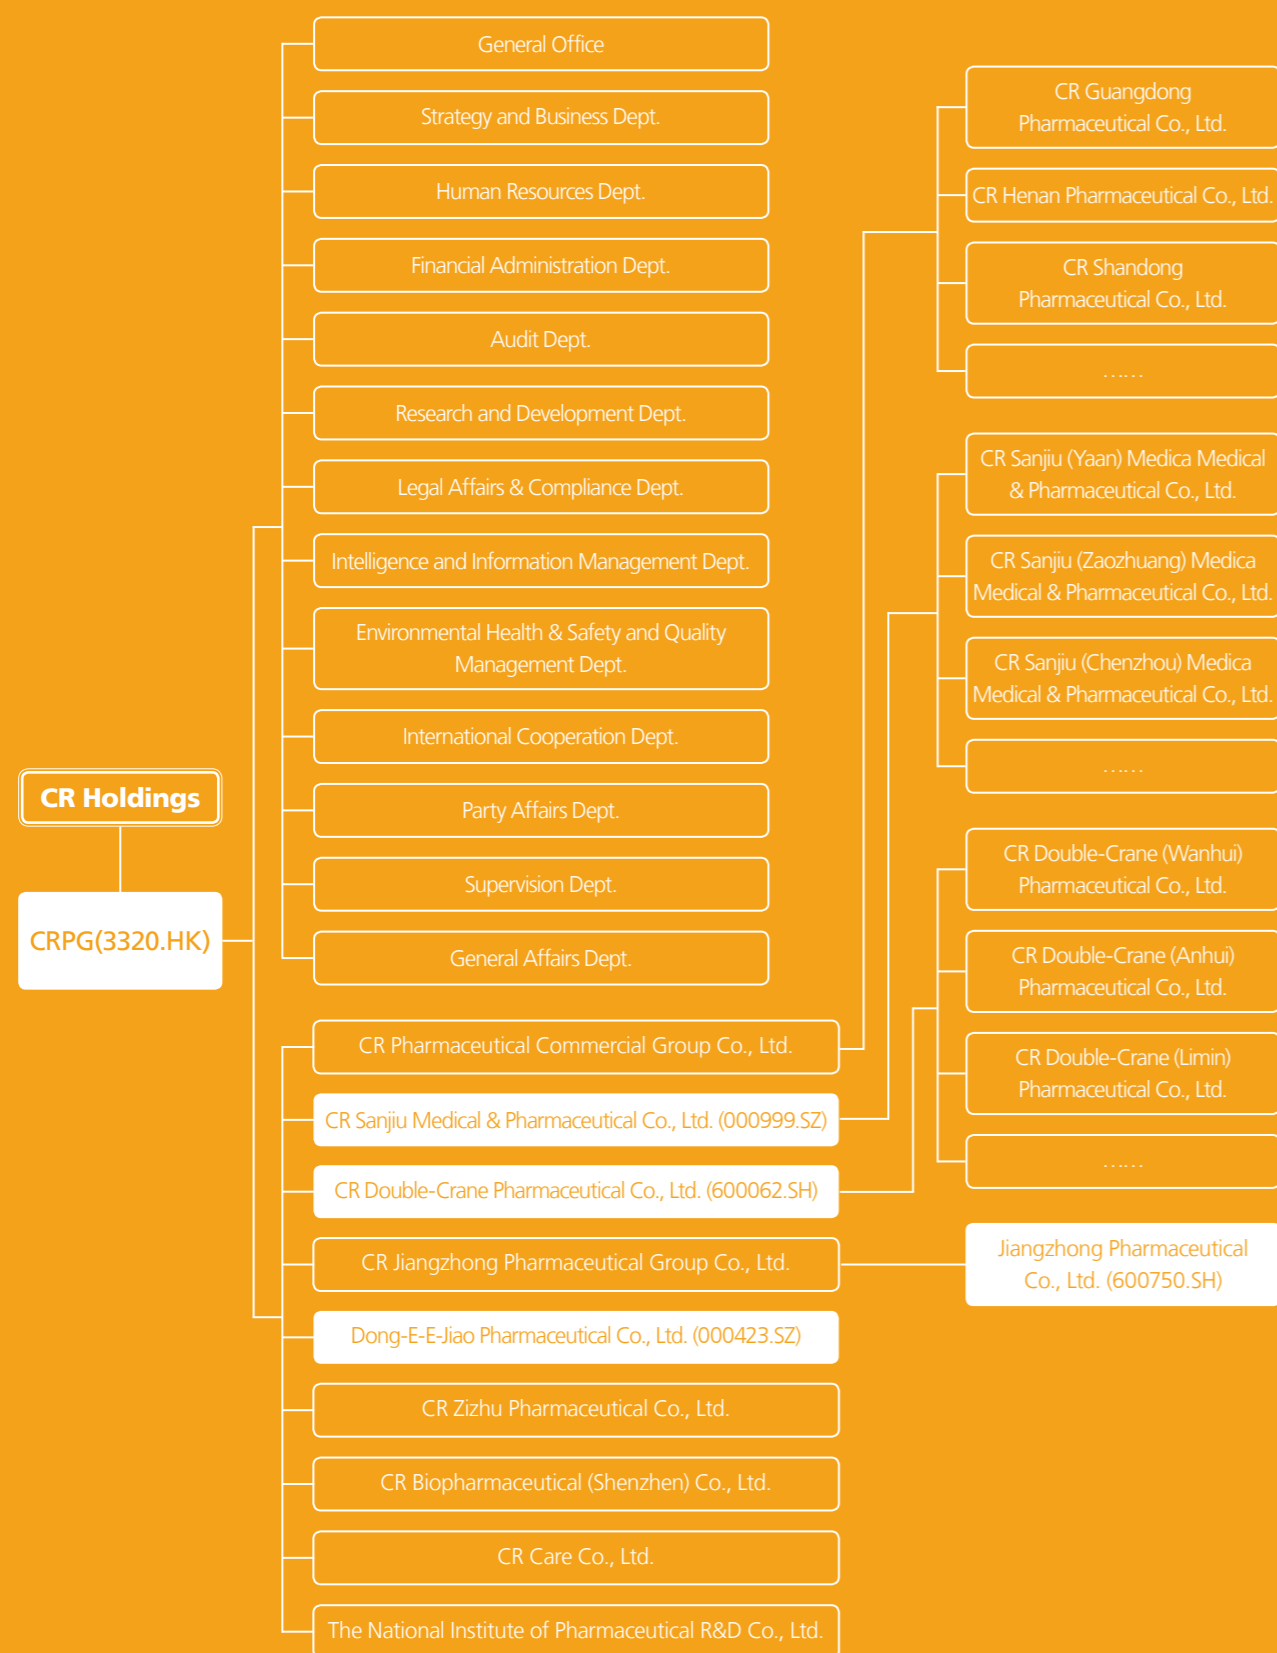 CR Holdings
CRPG(3320.HK)
General Office
Strategy and Business Dept.
Human Resources Dept.
Financial Administration Dept.
Audit Dept.
Research and Development Dept.
Legal Affairs & Compliance Dept.
Intelligence and Information Management Dept.
Environmental Health & Safety and Quality
Management Dept.
International Cooperation Dept.
Party Affairs Dept.
Supervision Dept.
General Affairs Dept.
CR Pharmaceutical Commercial Group Co., Ltd.
CR Sanjiu Medical & Pharmaceutical Co., Ltd. (000999.SZ)
CR Double-Crane Pharmaceutical Co., Ltd. (600062.SH)
CR Jiangzhong Pharmaceutical Group Co., Ltd.
Dong-E-E-Jiao Pharmaceutical Co., Ltd. (000423.SZ)
CR Zizhu Pharmaceutical Co., Ltd.
CR Biopharmaceutical (Shenzhen) Co., Ltd.
CR Care Co., Ltd.
The National Institute of Pharmaceutical R&D Co., Ltd.
CR Guangdong
Pharmaceutical Co., Ltd.
CR Henan Pharmaceutical Co., Ltd.
CR Shandong
Pharmaceutical Co., Ltd.
……
CR Sanjiu (Yaan) Medica Medical
& Pharmaceutical Co., Ltd.
CR Sanjiu (Zaozhuang) Medica
Medical & Pharmaceutical Co., Ltd.
CR Sanjiu (Chenzhou) Medica
Medical & Pharmaceutical Co., Ltd.
……
CR Double-Crane (Wanhui)
Pharmaceutical Co., Ltd.
CR Double-Crane (Anhui)
Pharmaceutical Co., Ltd.
CR Double-Crane (Limin)
Pharmaceutical Co., Ltd.
……
Jiangzhong Pharmaceutical
Co., Ltd. (600750.SH)